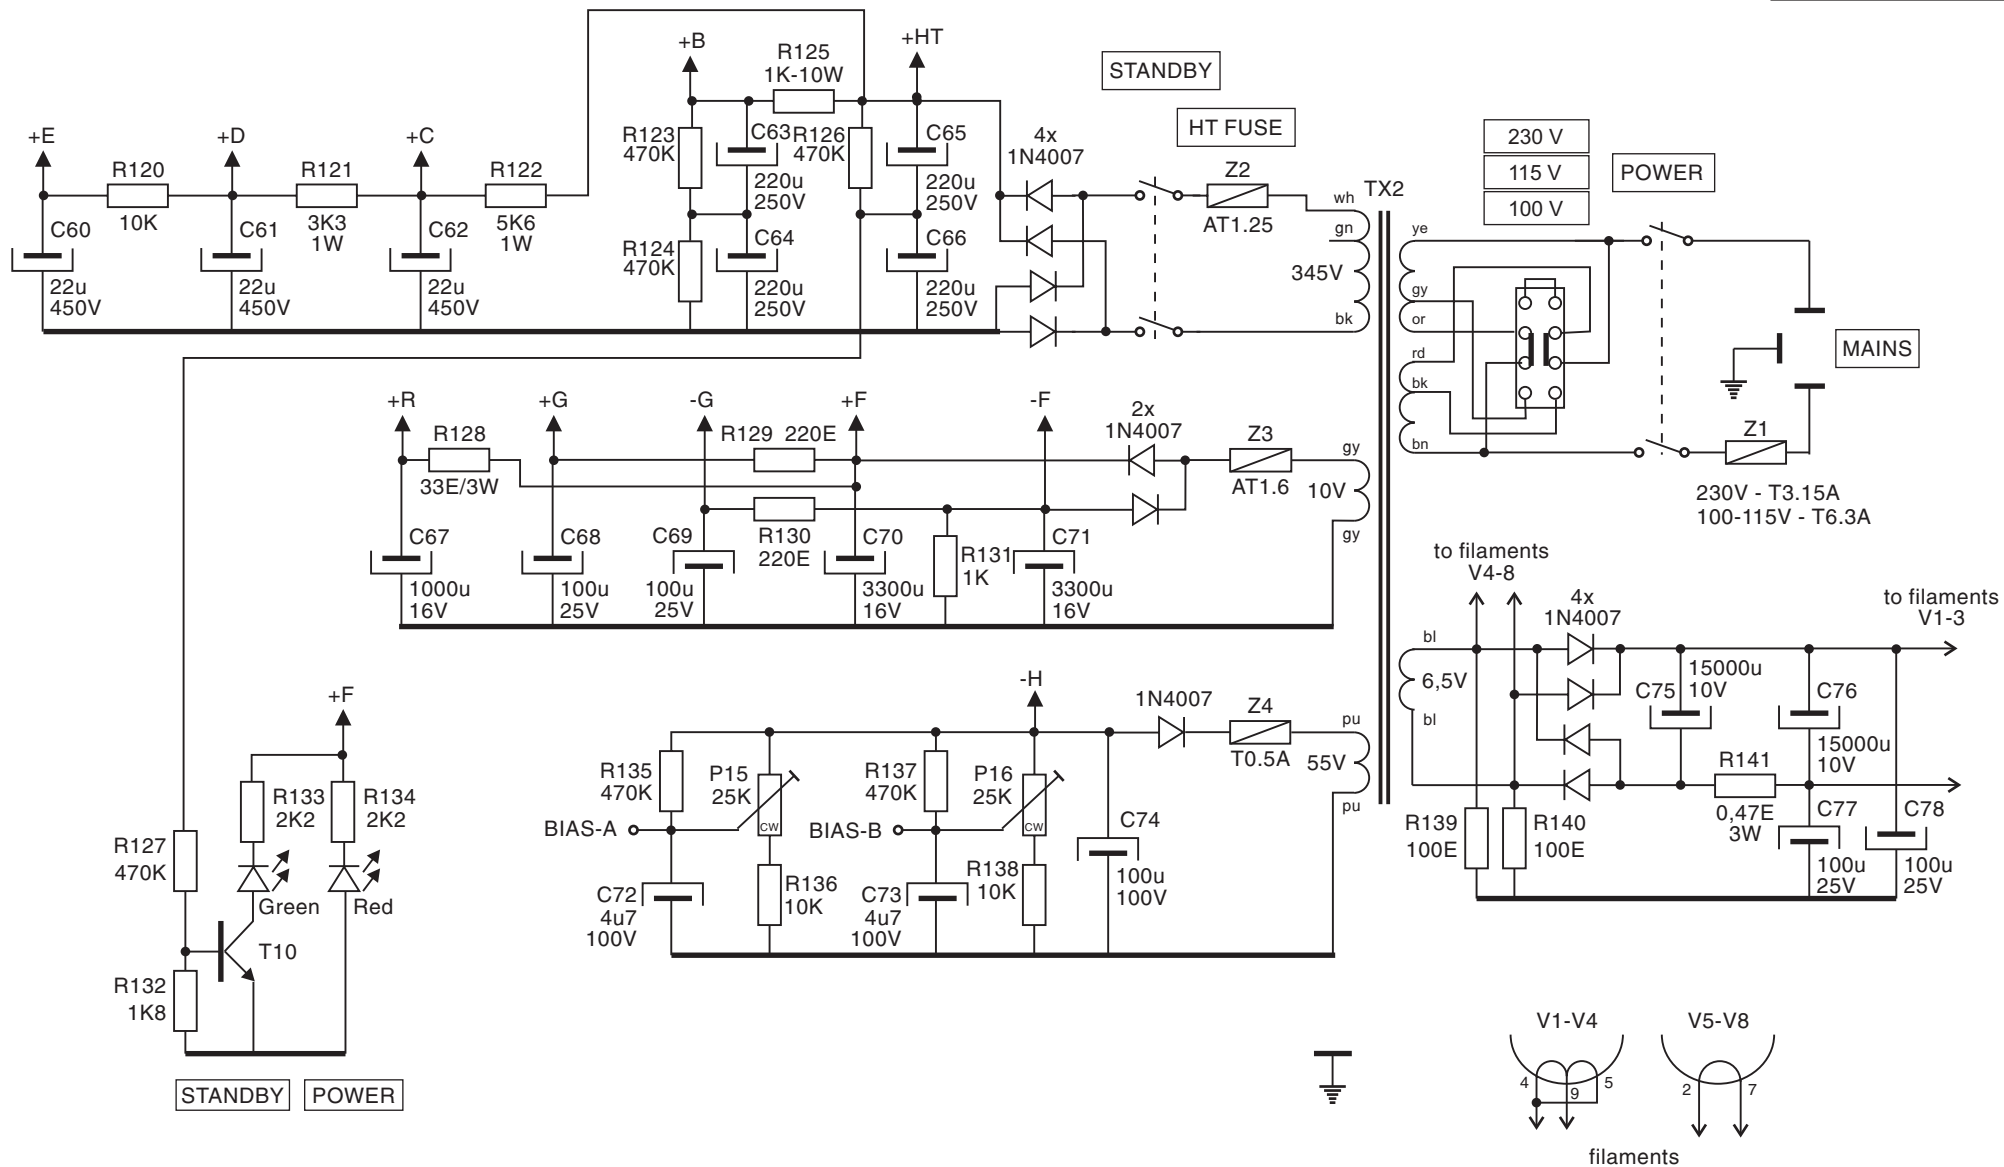 +B
R125
1K-10W
+HT
STANDBY
HT FUSE
230 V
115 V
100 V
POWER
+E
R120
10K
+D
R121
3K3
1W
+C
R122
5K6
1W
R123
470K
C63
220u
250V
R126
470K
C65
220u
250V
4x
1N4007
Z2
AT1.25
TX2
wh
gn
345V
bk
ye
gy
or
rd
bk
bn
C60
22u
450V
C61
22u
450V
C62
22u
450V
R124
470K
C64
220u
250V
C66
220u
250V
MAINS
Z1
230V - T3.15A
100-115V - T6.3A
+R
R128
33E/3W
+G
-G
R129 220E
+F
-F
2x
1N4007
Z3
AT1.6
gy
10V
gy
C67
1000u
16V
C68
100u
25V
C69
100u
25V
R130
220E
C70
3300u
16V
R131
1K
C71
3300u
16V
to filaments
V4-8
4x
1N4007
to filaments
V1-3
bl
6,5V
bl
C75
15000u
10V
C76
15000u
10V
R141
0,47E
3W
R139
100E
R140
100E
C77
100u
25V
C78
100u
25V
-H
1N4007
Z4
T0.5A
pu
55V
pu
R135
470K
P15
25K
CW
R137
470K
P16
25K
CW
BIAS-A
BIAS-B
C74
100u
100V
C72
4u7
100V
R136
10K
C73
4u7
100V
R138
10K
+F
R133
2K2
R134
2K2
Green
Red
R127
470K
T10
R132
1K8
STANDBY
POWER
V1-V4
4
9
5
V5-V8
2
7
filaments